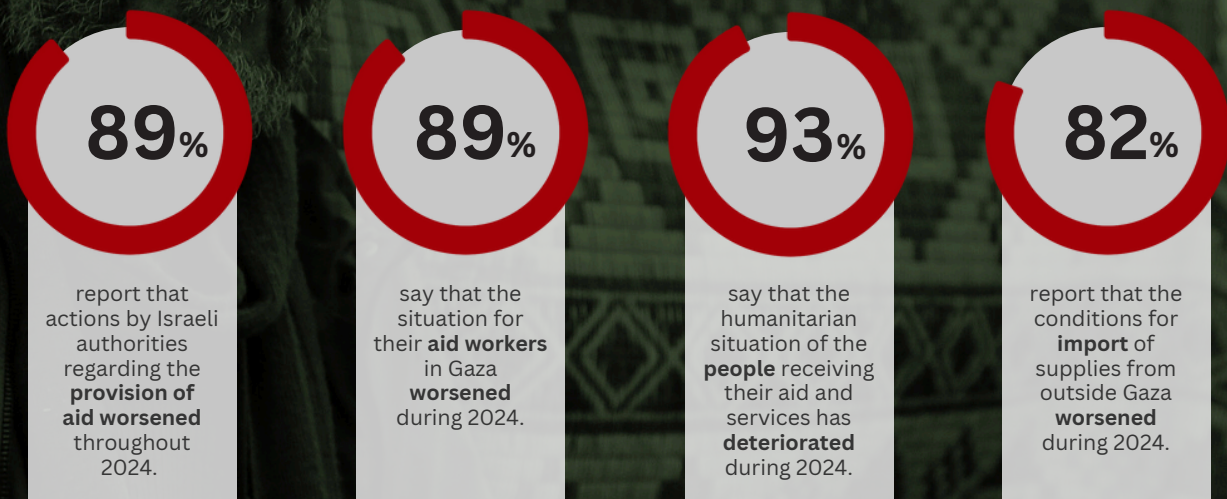 89%
report that
actions by Israeli
authorities
regarding the
provision of
aid worsened
throughout
2024.
89%
say that the
situation for
their aid workers
in Gaza
worsened
during 2024.
93%
say that the
humanitarian
situation of the
people receiving
their aid and
services has
deteriorated
during 2024.
82%
report that the
conditions for
import of
supplies from
outside Gaza
worsened
during 2024.